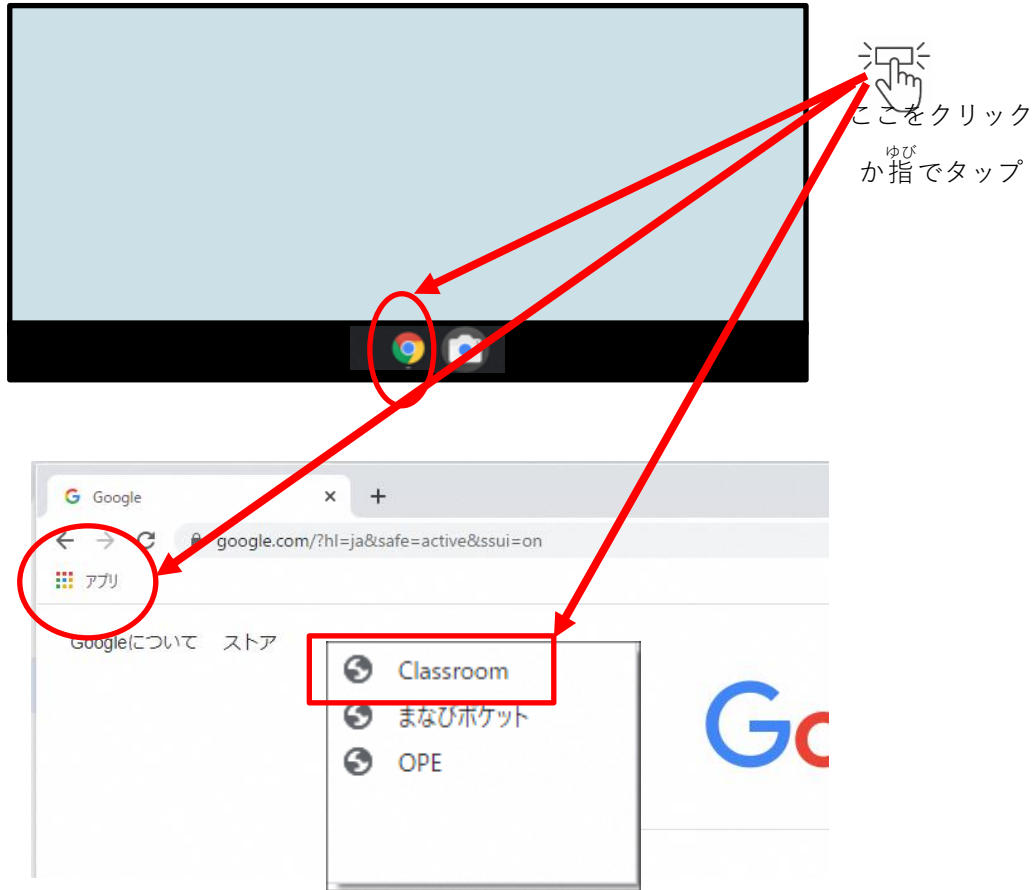 ここをクリック
か指でタップ
ゆび
Google
google.com/?hl=ja&safe=active&ssui=on
アプリ
Googleについて ストア
Classroom
まなびポケット
OPE
Go